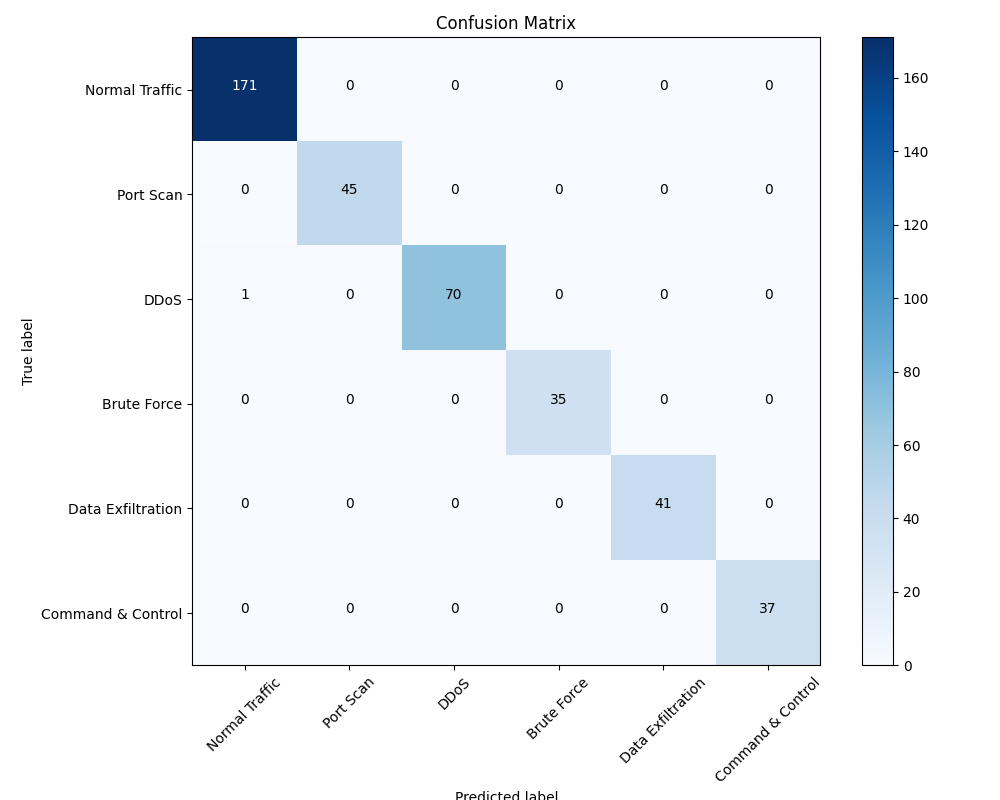 Confusion Matrix
Normal Traffic 171 0 0 0 0 0
Port Scan 0 45 0 0 0 0
DDoS 1 0 70 0 0 0
Brute Force 0 0 0 35 0 0
Data Exfiltration 0 0 0 0 41 0
Command & Control 0 0 0 0 0 37
True label
Normal Traffic
Port Scan
DDoS
Brute Force
Data Exfiltration
Command & Control
Predicted label
160
140
120
100
80
60
40
20
0